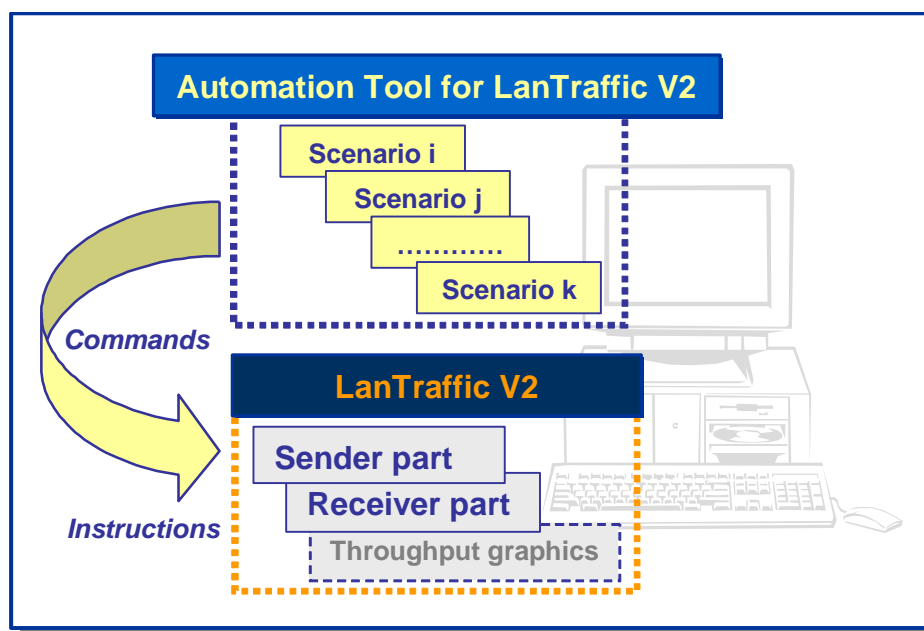 Automation Tool for LanTraffic V2
Scenario i
Scenario j
…………
Scenario k
Commands
LanTraffic V2
Sender part
Receiver part
Instructions
Throughput graphics
c